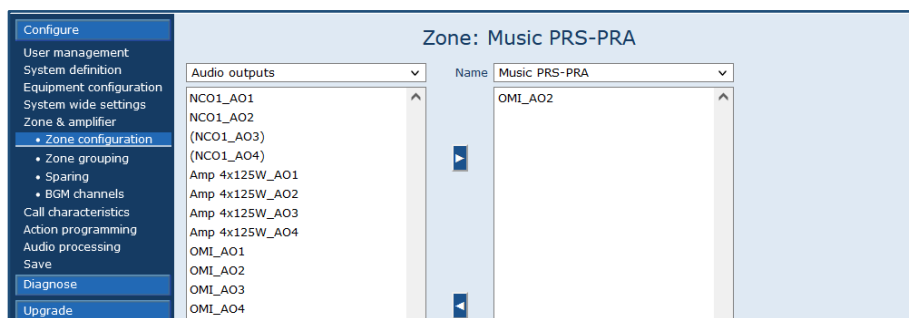 Configure
User management
System definition
Equipment configuration
System wide settings
Zone & amplifier
• Zone configuration
• Zone grouping
• Sparing
• BGM channels
Call characteristics
Action programming
Audio processing
Save
Diagnose
Upgrade
Zone: Music PRS-PRA
Audio outputs
Name Music PRS-PRA
NCO1_AO1
NCO1_AO2
(NCO1_AO3)
(NCO1_AO4)
Amp 4x125W_AO1
Amp 4x125W_AO2
Amp 4x125W_AO3
Amp 4x125W_AO4
OMI_AO1
OMI_AO2
OMI_AO3
OMI_AO4
OMI_AO2